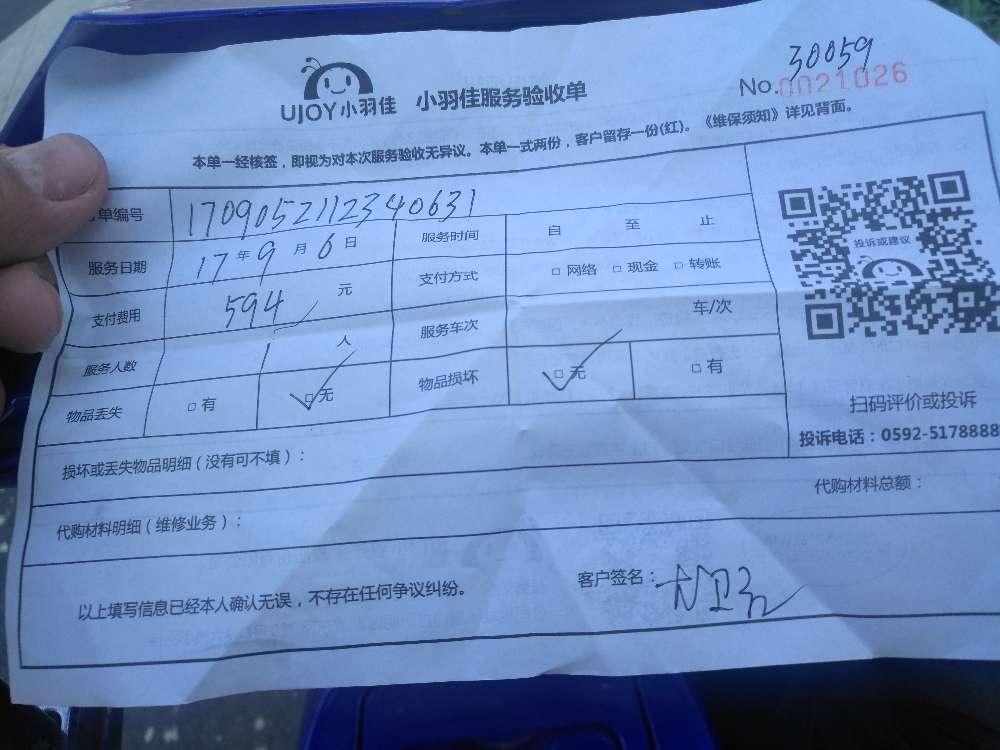 30059
UJOY小羽佳 小羽佳服务验收单 No.0021026
本单一经核签，即视为对本次服务验收无异议。本单一式两份，客户留存一份(红)。《维保须知》详见背面。
单编号 1709052112340631
服务日期 17年9月6日 服务时间 自 至 止
支付费用 594元 支付方式 □网络 □现金 □转账
服务人数 1人 服务车次 车/次
物品丢失 □有 □无 物品损坏 □无 □有
投诉或建议
扫码评价或投诉
投诉电话：0592-5178888
损坏或丢失物品明细（没有可不填）：
代购材料明细（维修业务）： 代购材料总额：
以上填写信息已经本人确认无误，不存在任何争议纠纷。 客户签名：